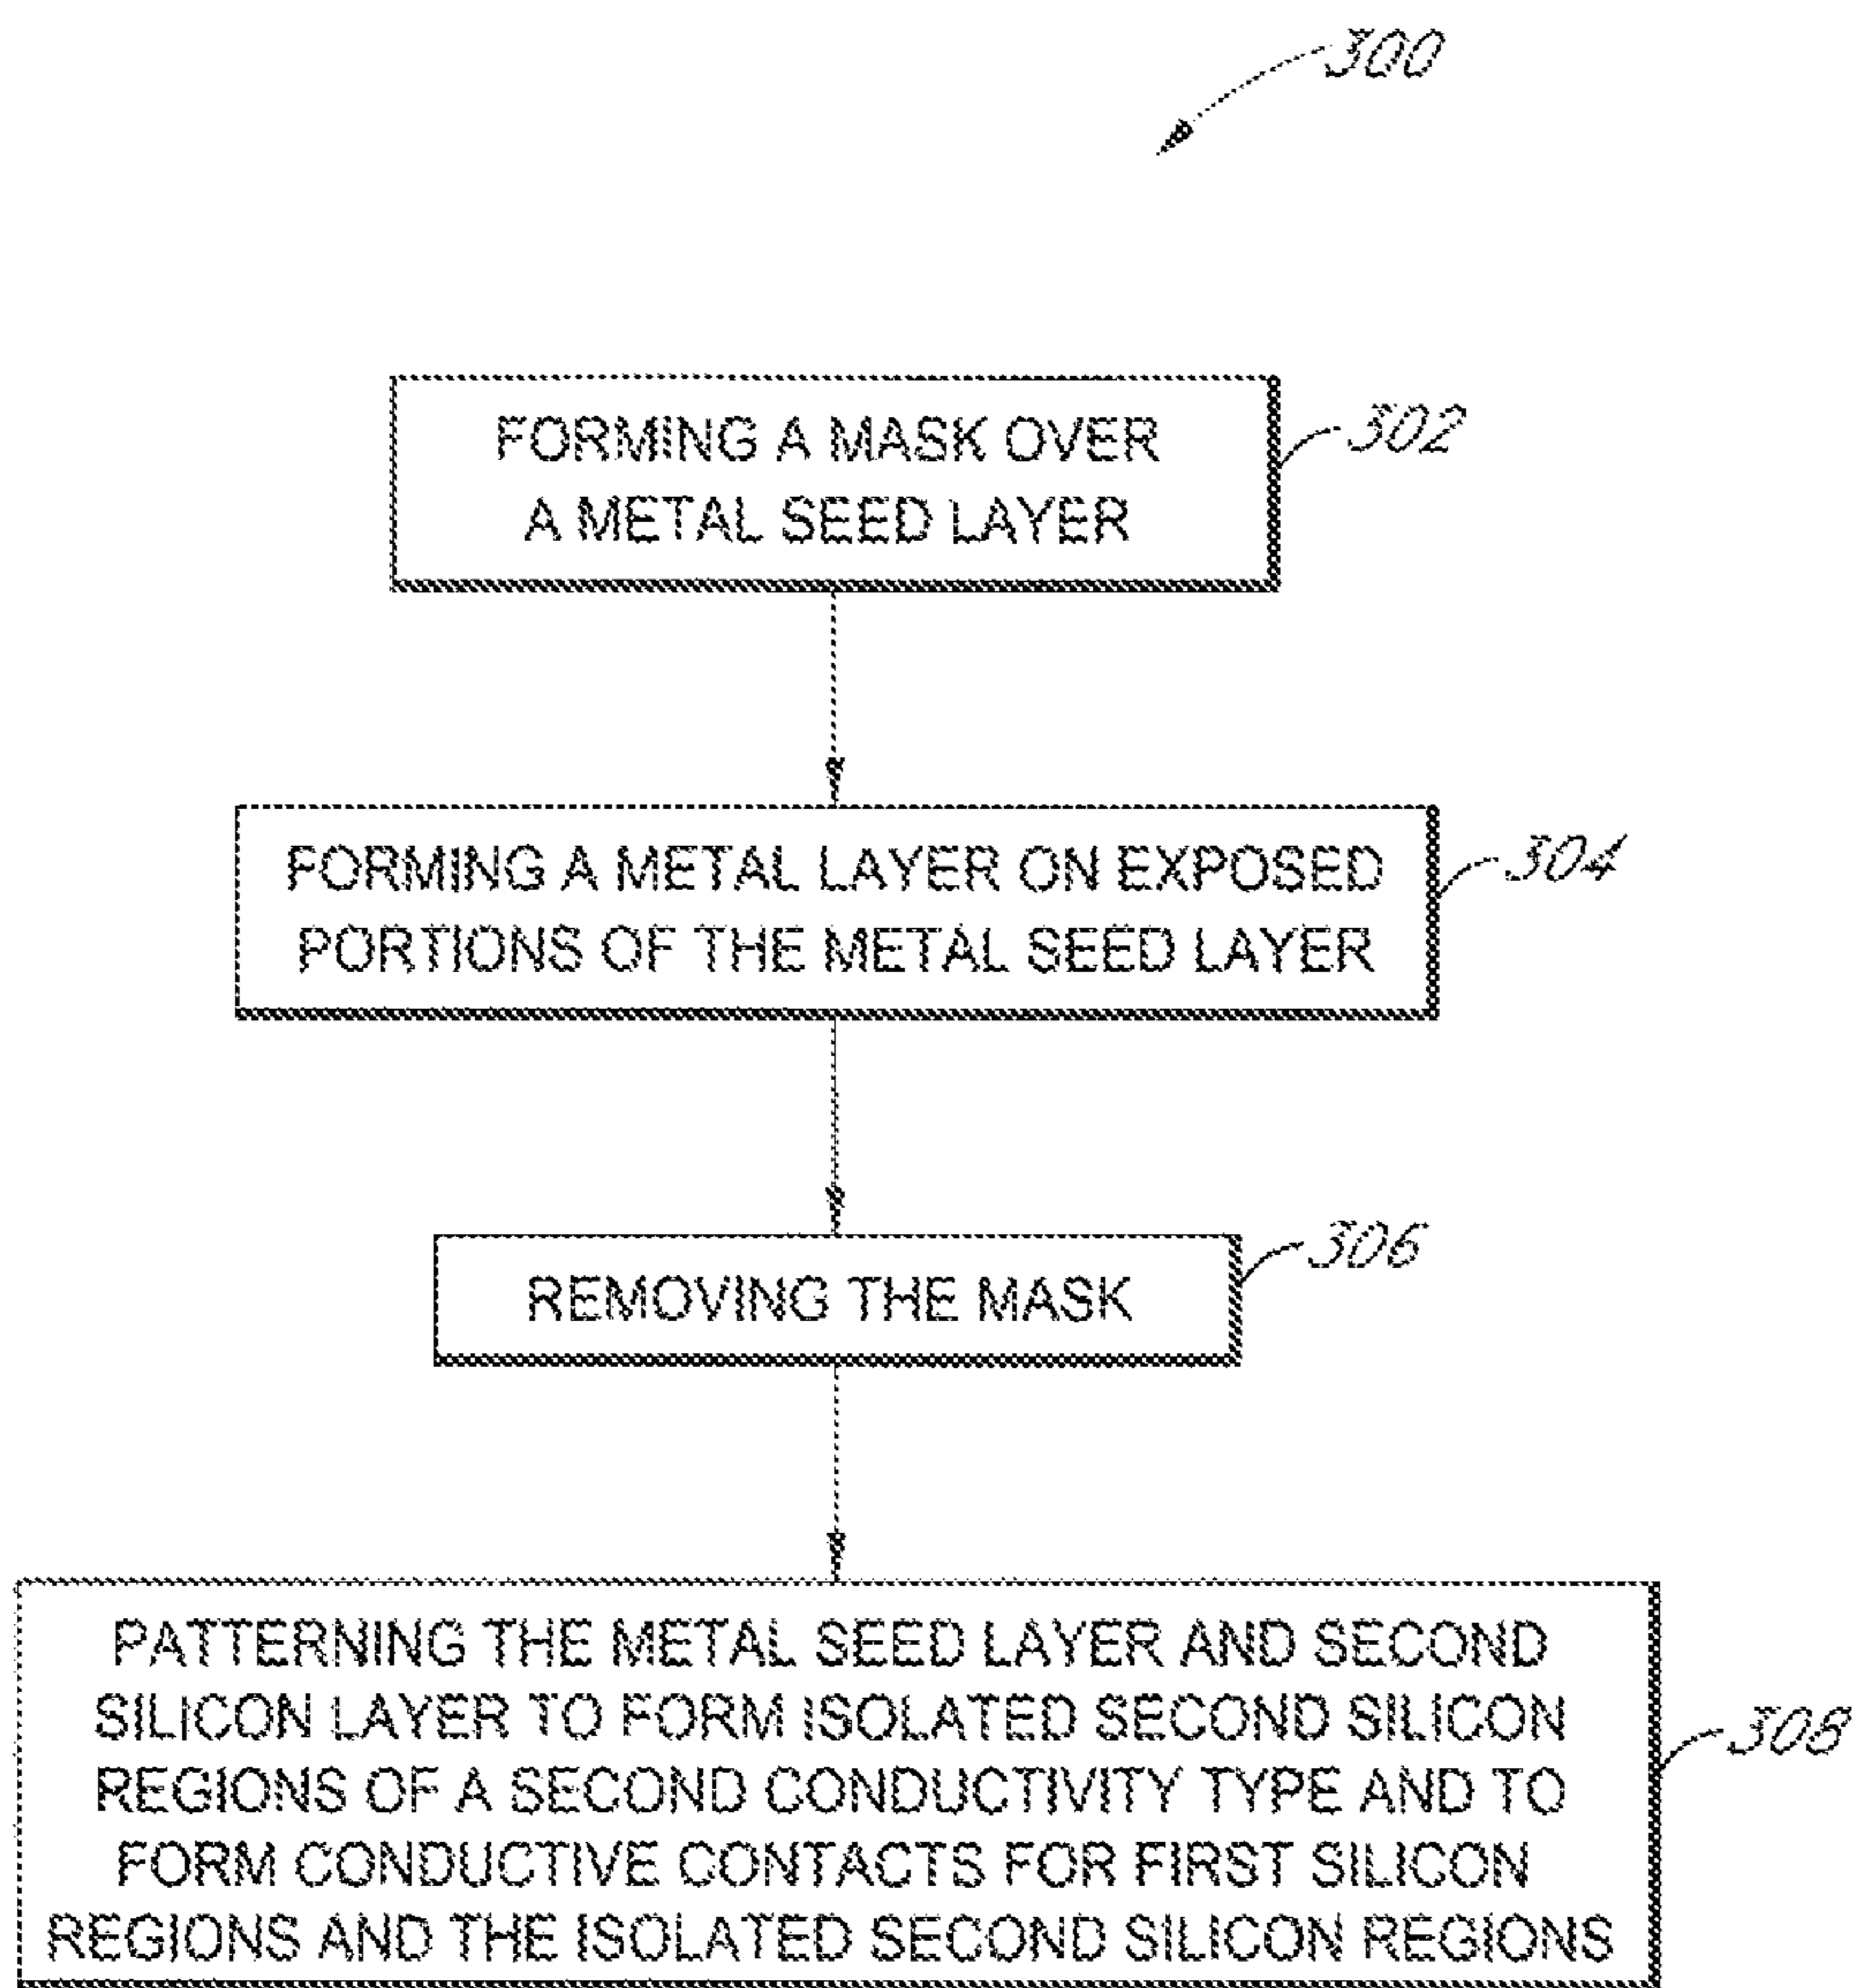 300
FORMING A MASK OVER
A METAL SEED LAYER
302
FORMING A METAL LAYER ON EXPOSED
PORTIONS OF THE METAL SEED LAYER
304
REMOVING THE MASK
306
PATTERNING THE METAL SEED LAYER AND SECOND
SILICON LAYER TO FORM ISOLATED SECOND SILICON
REGIONS OF A SECOND CONDUCTIVITY TYPE AND TO
FORM CONDUCTIVE CONTACTS FOR FIRST SILICON
REGIONS AND THE ISOLATED SECOND SILICON REGIONS
308